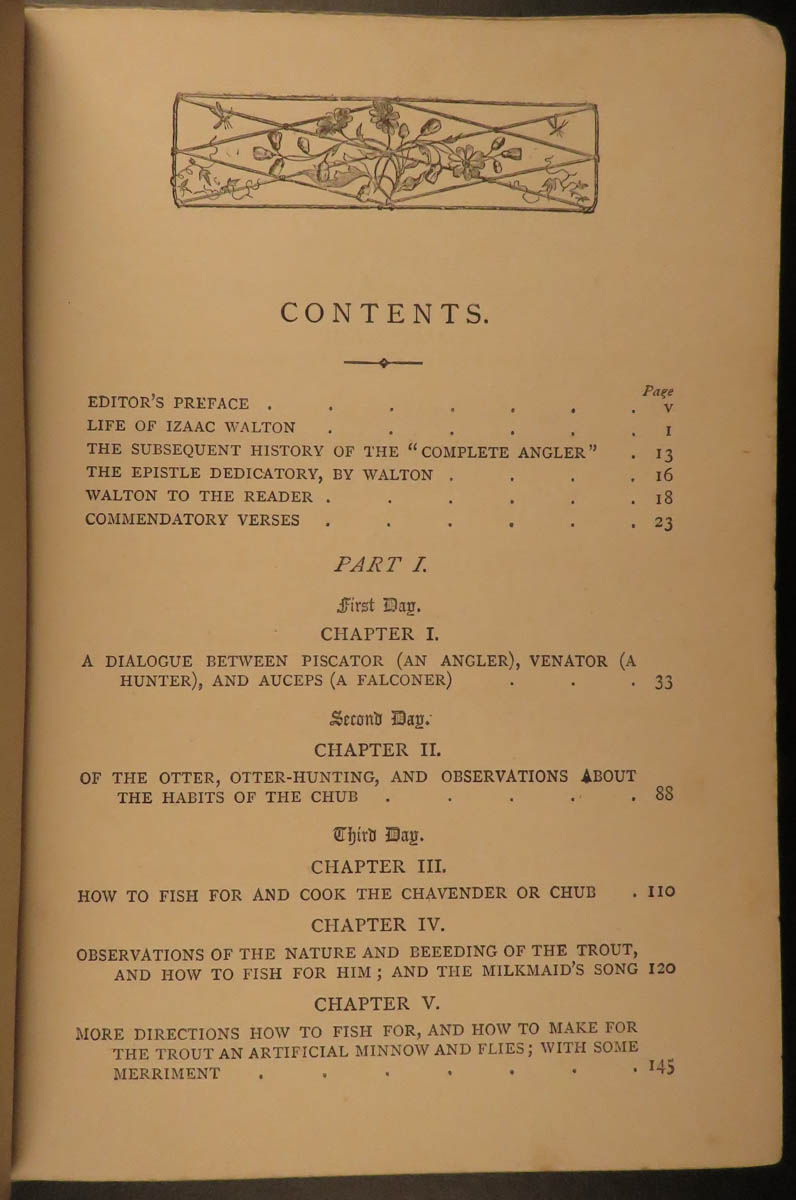 CONTENTS.
Page
EDITOR'S PREFACE . . . . . . . V
LIFE OF IZAAC WALTON . . . . . . I
THE SUBSEQUENT HISTORY OF THE "COMPLETE ANGLER" . 13
THE EPISTLE DEDICATORY, BY WALTON . . . . 16
WALTON TO THE READER . . . . . . 18
COMMENDATORY VERSES . . . . . . 23
PART I.
First Day.
CHAPTER I.
A DIALOGUE BETWEEN PISCATOR (AN ANGLER), VENATOR (A
HUNTER), AND AUCEPS (A FALCONER) . . . 33
Second Day.
CHAPTER II.
OF THE OTTER, OTTER-HUNTING, AND OBSERVATIONS ABOUT
THE HABITS OF THE CHUB . . . . . 88
Third Day.
CHAPTER III.
HOW TO FISH FOR AND COOK THE CHAVENDER OR CHUB . 110
CHAPTER IV.
OBSERVATIONS OF THE NATURE AND BEEEDING OF THE TROUT,
AND HOW TO FISH FOR HIM ; AND THE MILKMAID'S SONG 120
CHAPTER V.
MORE DIRECTIONS HOW TO FISH FOR, AND HOW TO MAKE FOR
THE TROUT AN ARTIFICIAL MINNOW AND FLIES ; WITH SOME
MERRIMENT . . . . . . . 145